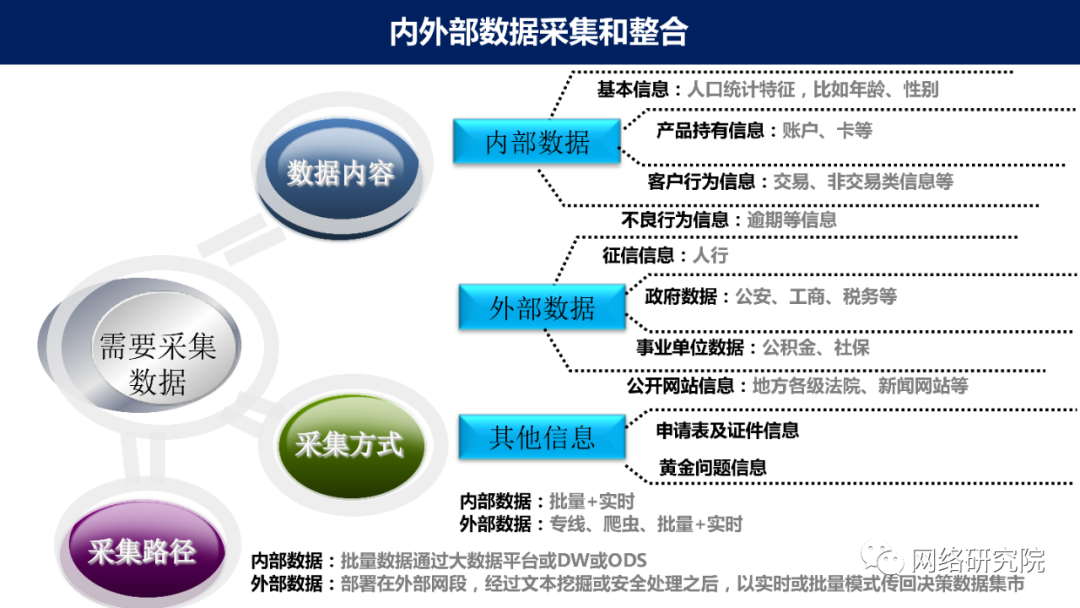 内外部数据采集和整合
数据内容
内部数据
基本信息：人口统计特征，比如年龄、性别
产品持有信息：账户、卡等
客户行为信息：交易、非交易类信息等
不良行为信息：逾期等信息
外部数据
征信信息：人行
政府数据：公安、工商、税务等
事业单位数据：公积金、社保
公开网站信息：地方各级法院、新闻网站等
需要采集
数据
其他信息
申请表及证件信息
黄金问题信息
采集方式
内部数据：批量+实时
外部数据：专线、爬虫、批量+实时
采集路径
内部数据：批量数据通过大数据平台或DW或ODS
外部数据：部署在外部网段，经过文本挖掘或安全处理之后，以实时或批量模式传回决策数据集市
网络研究院